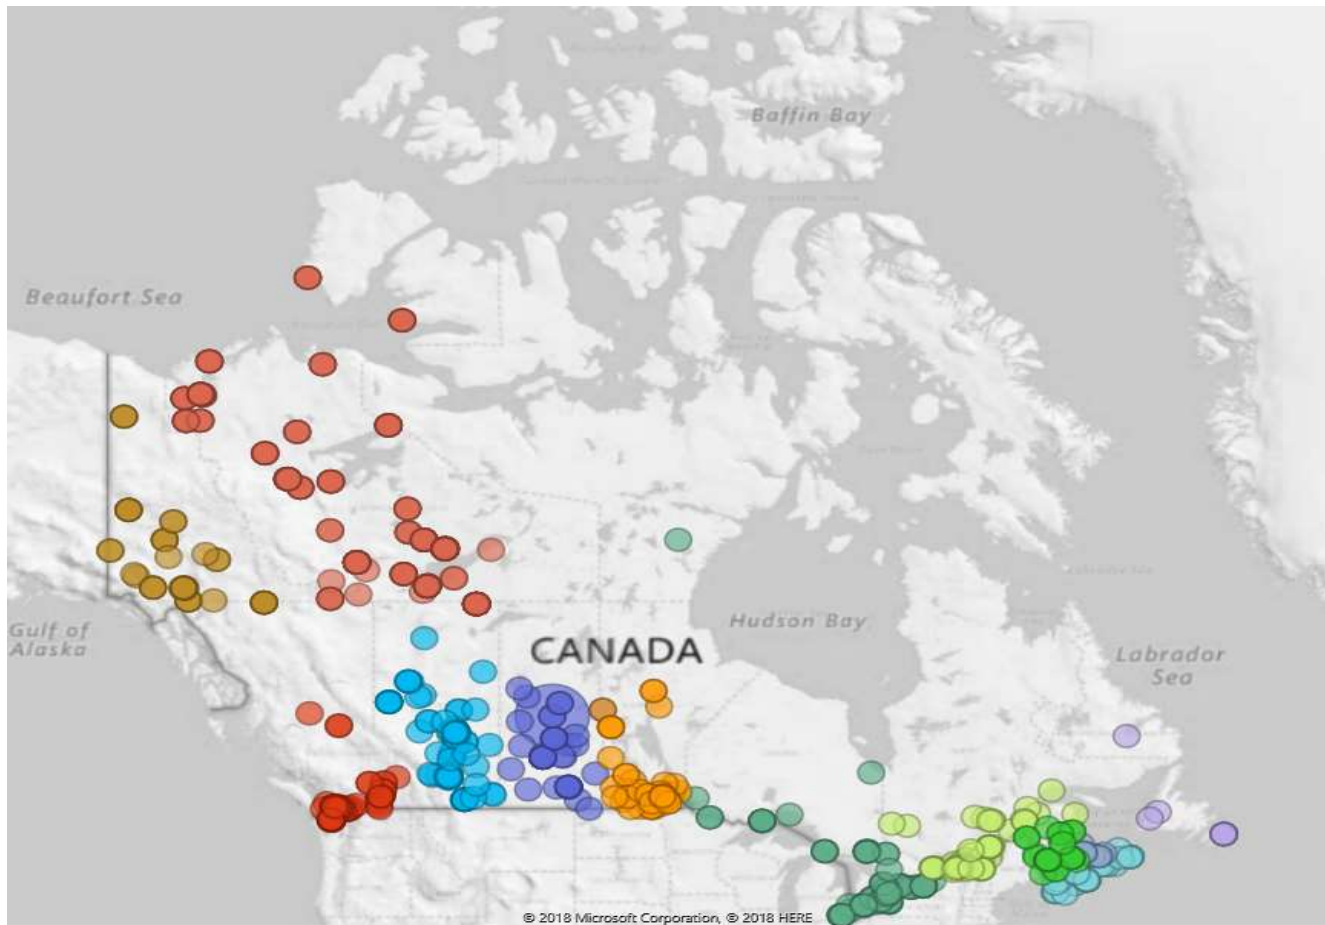 Baffin Bay
Beaufort Sea
Gulf of
Alaska
Hudson Bay
CANADA
Labrador
Sea
© 2018 Microsoft Corporation, © 2018 HERE